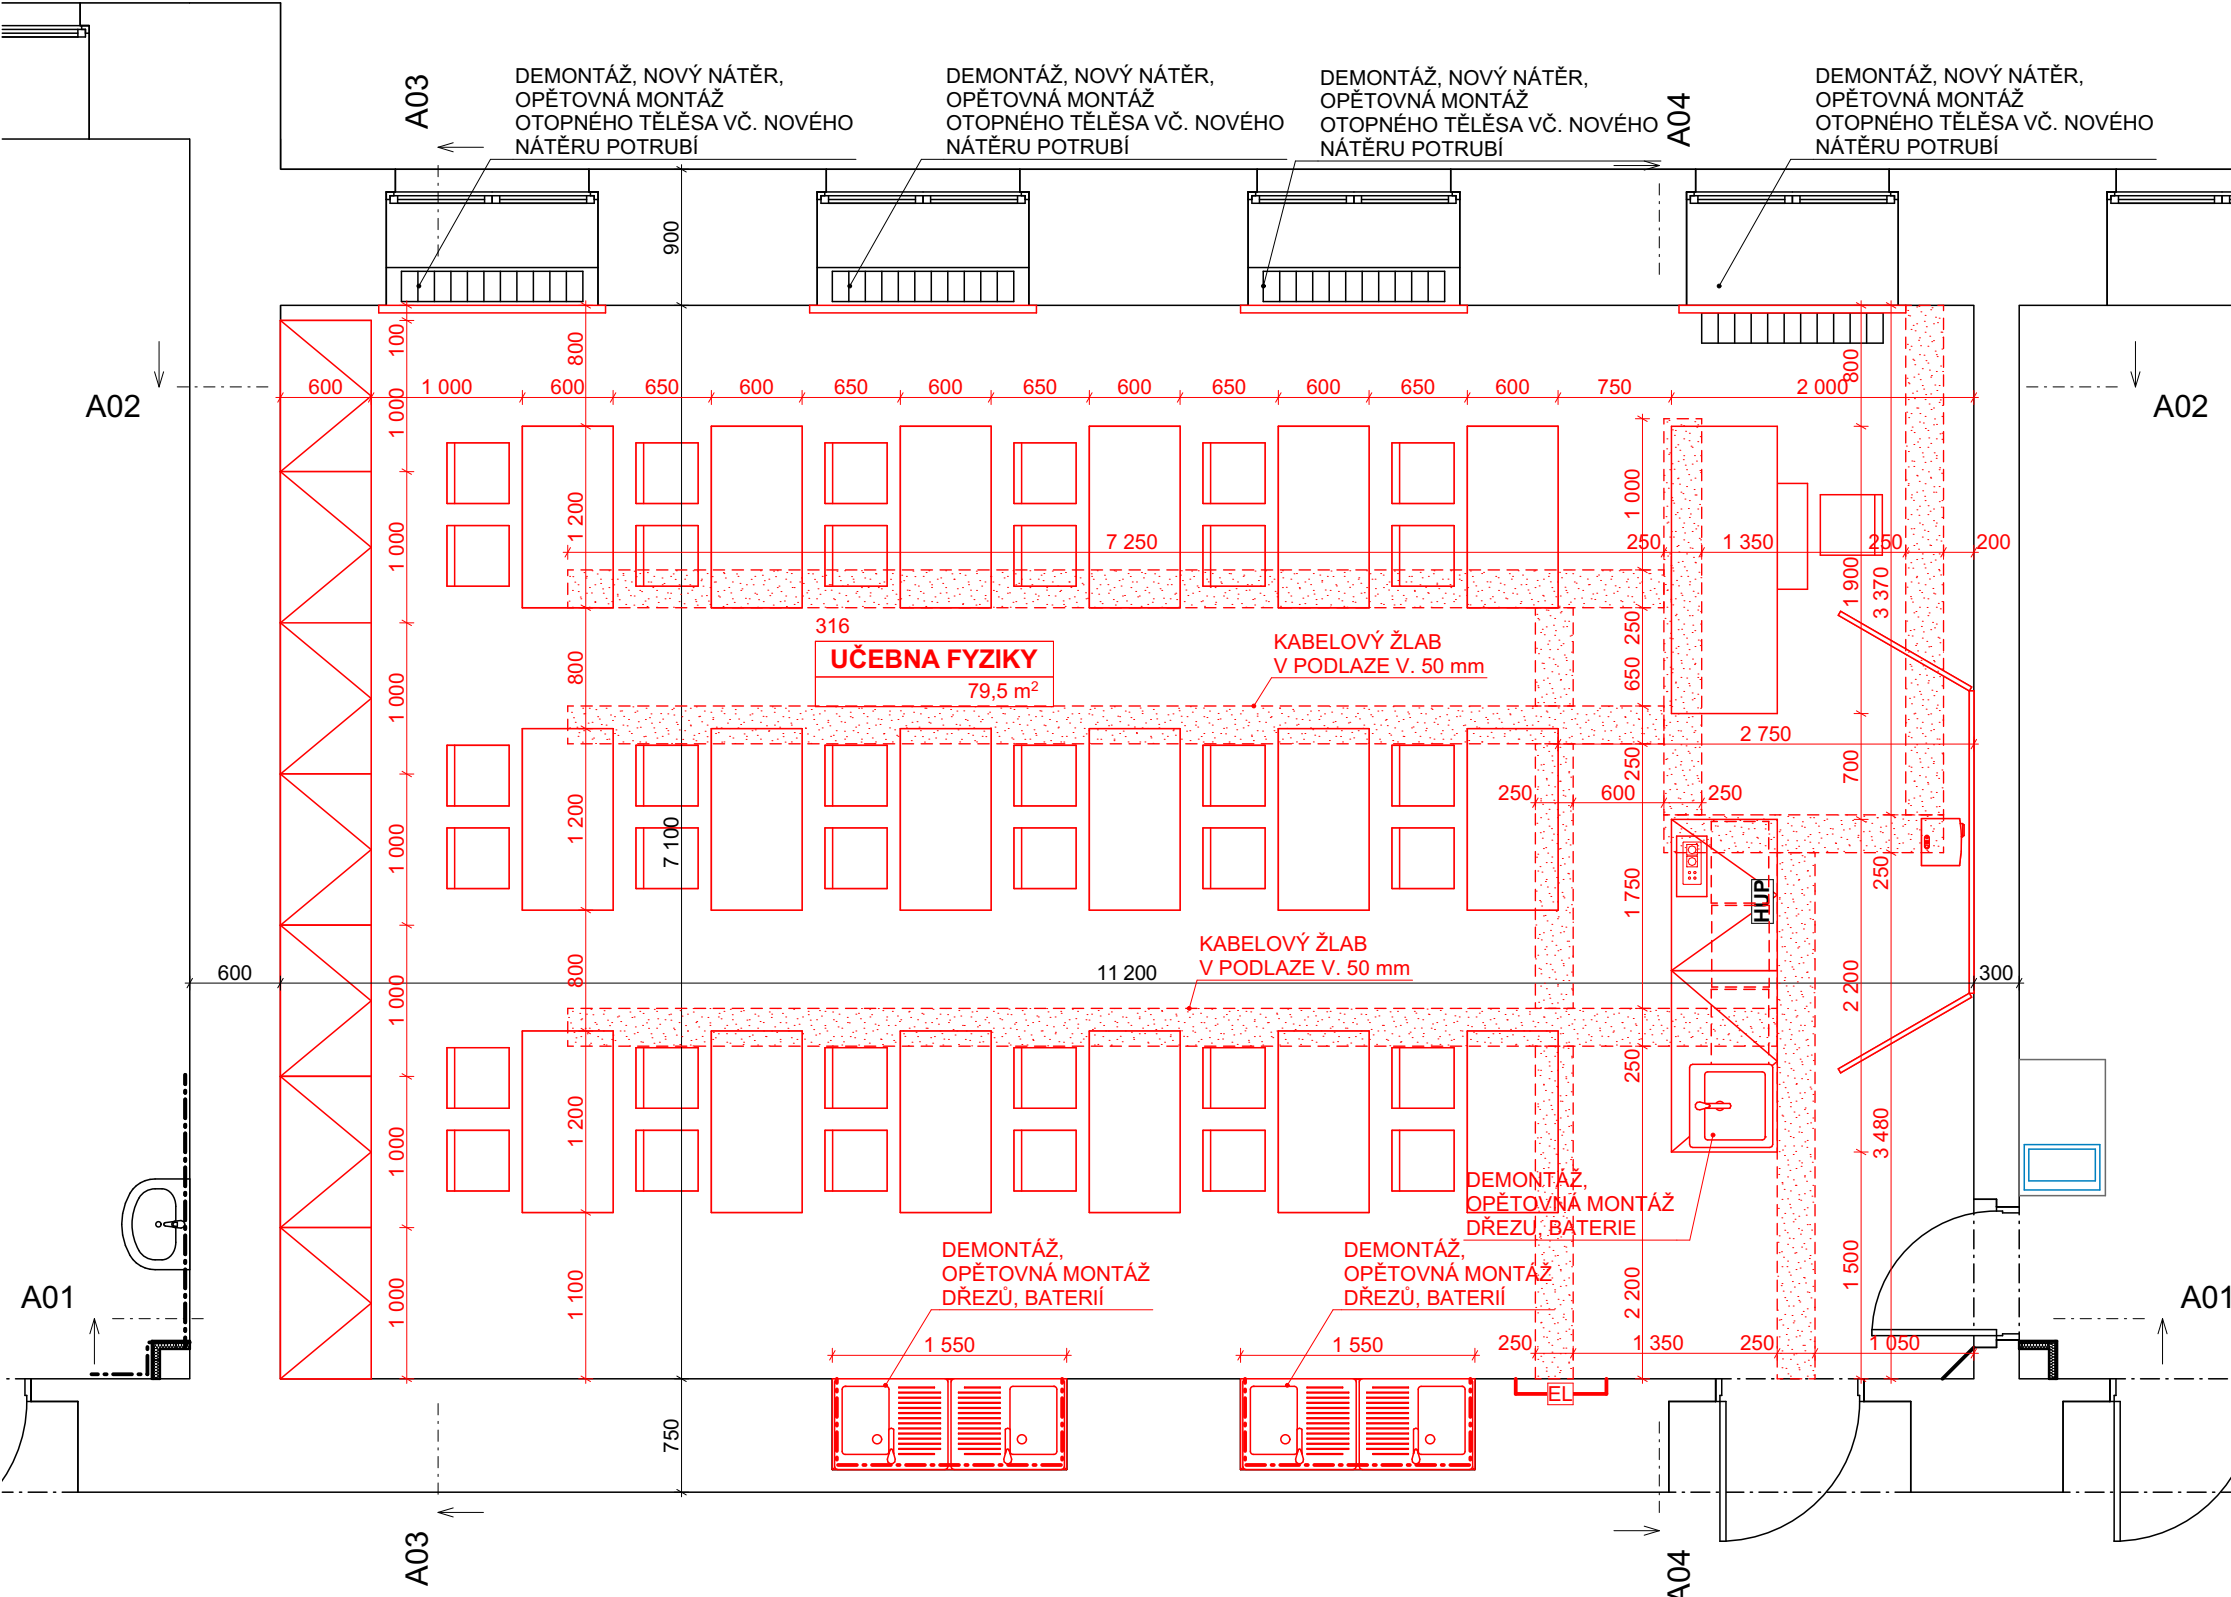 A03
DEMONTÁŽ, NOVÝ NÁTĚR,
OPĚTOVNÁ MONTÁŽ
OTOPNÉHO TĚLĚSA VČ. NOVÉHO
NÁTĚRU POTRUBÍ
DEMONTÁŽ, NOVÝ NÁTĚR,
OPĚTOVNÁ MONTÁŽ
OTOPNÉHO TĚLĚSA VČ. NOVÉHO
NÁTĚRU POTRUBÍ
DEMONTÁŽ, NOVÝ NÁTĚR,
OPĚTOVNÁ MONTÁŽ
OTOPNÉHO TĚLĚSA VČ. NOVÉHO
NÁTĚRU POTRUBÍ
A04
DEMONTÁŽ, NOVÝ NÁTĚR,
OPĚTOVNÁ MONTÁŽ
OTOPNÉHO TĚLĚSA VČ. NOVÉHO
NÁTĚRU POTRUBÍ
900
100
800
800
A02
600
1 000
600
650
600
650
600
650
600
650
600
650
600
750
2 000
A02
1 000
1 200
1 000
1 000
7 250
250
1 350
250
200
1 900
3 370
316
UČEBNA FYZIKY
79,5 m²
KABELOVÝ ŽLAB
V PODLAZE V. 50 mm
250
650
800
1 000
2 750
250
700
250
600
250
1 200
7 100
1 000
1 750
250
HUP
KABELOVÝ ŽLAB
V PODLAZE V. 50 mm
600
800
11 200
300
1 000
2 200
250
1 200
1 000
3 480
DEMONTÁŽ,
OPĚTOVNÁ MONTÁŽ
DŘEZU, BATERIE
DEMONTÁŽ,
OPĚTOVNÁ MONTÁŽ
DŘEZŮ, BATERIÍ
DEMONTÁŽ,
OPĚTOVNÁ MONTÁŽ
DŘEZŮ, BATERIÍ
A01
1 000
1 100
2 200
1 500
A01
1 550
1 550
250
1 350
250
1 050
EL
750
A03
A04